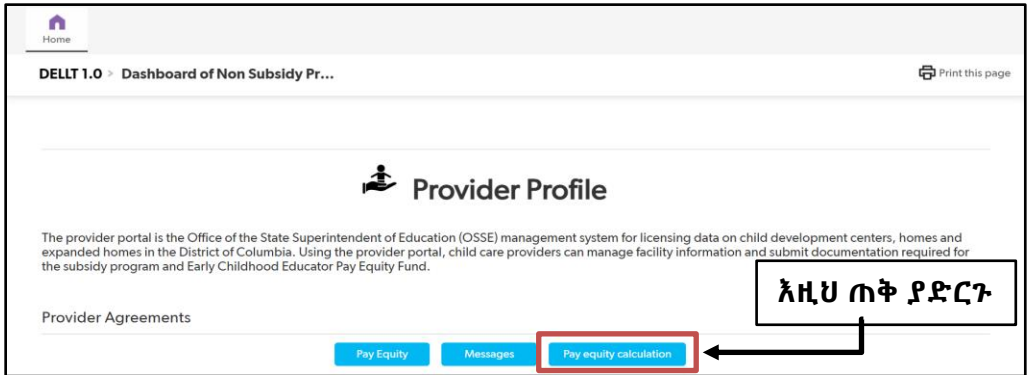 Home
DELLT 1.0 > Dashboard of Non Subsidy Pr...
Print this page
Provider Profile
The provider portal is the Office of the State Superintendent of Education (OSSE) management system for licensing data on child development centers, homes and
expanded homes in the District of Columbia. Using the provider portal, child care providers can manage facility information and submit documentation required for
the subsidy program and Early Childhood Educator Pay Equity Fund.
እዚህ ጠቅ ያድርጉ
Provider Agreements
Pay Equity
Messages
Pay equity calculation